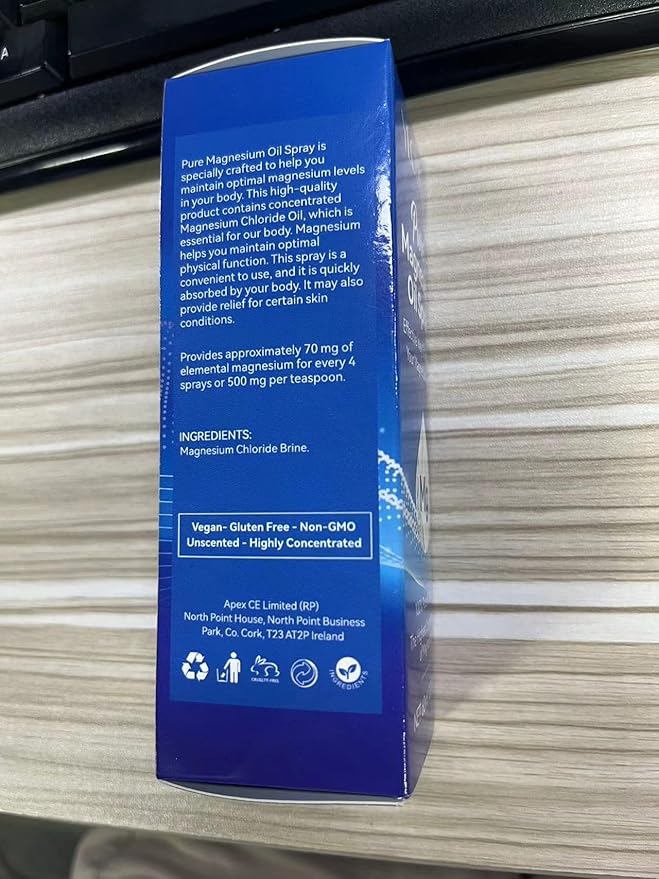 Pure Magnesium Oil Spray is
specially crafted to help you
maintain optimal magnesium levels
in your body. This high-quality
product contains concentrated
Magnesium Chloride Oil, which is
essential for our body. Magnesium
helps you maintain optimal
physical function. This spray is a
convenient to use, and it is quickly
absorbed by your body. It may also
provide relief for certain skin
conditions.
Provides approximately 70 mg of
elemental magnesium for every 4
sprays or 500 mg per teaspoon.
INGREDIENTS:
Magnesium Chloride Brine.
Vegan- Gluten Free - Non-GMO
Unscented - Highly Concentrated
Apex CE Limited (RP)
North Point House, North Point Business
Park, Co. Cork, T23 AT2P Ireland
CRUELTY-FREE
INGREDIENTS
Oil
A